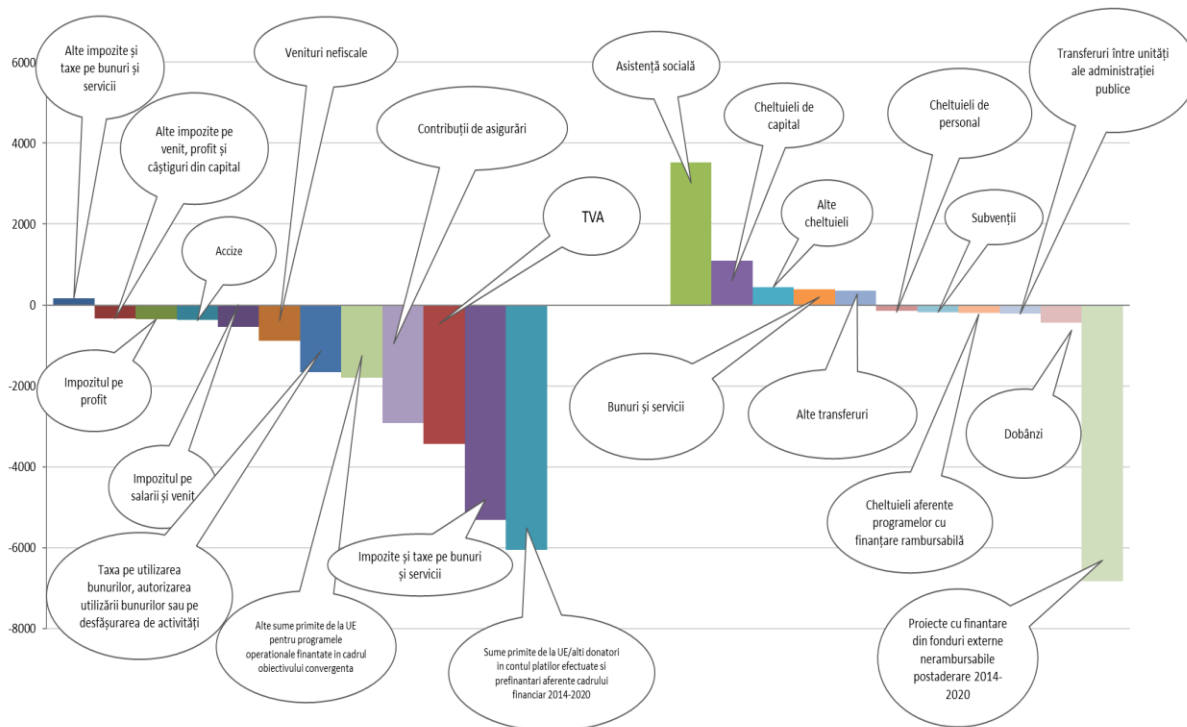 6000
4000
2000
0
-2000
-4000
-6000
-8000
Alte impozite și
taxe pe bunuri și
servicii
Alte impozite pe
venit, profit și
câștiguri din capital
Accize
Venituri nefiscale
Contribuții de asigurări
TVA
Impozitul pe
profit
Impozitul pe
salarii și venit
Taxa pe utilizarea
bunurilor, autorizarea
utilizării bunurilor sau pe
desfășurarea de activități
Alte sume primite de la UE
pentru programele
operationale finantate in cadrul
obiectivului convergenta
Impozite și taxe pe bunuri
și servicii
Sume primite de la UE/alti donatori
in contul platilor efectuate si
prefinantari aferente cadrului
financiar 2014-2020
Asistență socială
Cheltuieli de
capital
Alte
cheltuieli
Cheltuieli de
personal
Subvenții
Transferuri între unități
ale administrației
publice
Bunuri și servicii
Alte transferuri
Cheltuieli aferente
programelor cu
finanțare rambursabilă
Dobânzi
Proiecte cu finantare
din fonduri externe
nerambursabile
postaderare 2014-
2020